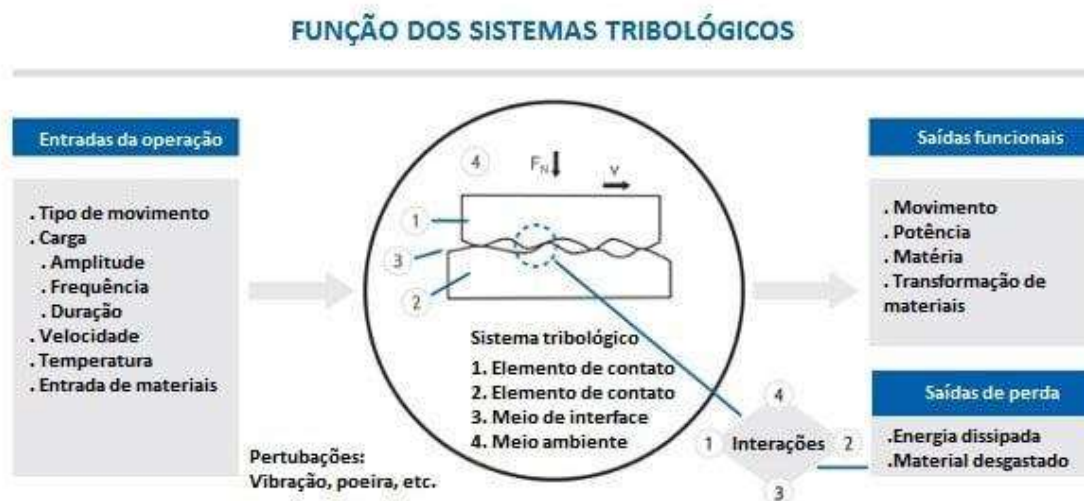 FUNÇÃO DOS SISTEMAS TRIBOLÓGICOS
Entradas da operação
. Tipo de movimento
. Carga
. Amplitude
. Frequência
. Duração
. Velocidade
. Temperatura
. Entrada de materiais
Pertubações:
Vibração, poeira, etc.
4
F_N
v
1
3
2
Sistema tribológico
1. Elemento de contato
2. Elemento de contato
3. Meio de interface
4. Meio ambiente
4
1 Interações 2
3
Saídas funcionais
. Movimento
. Potência
. Matéria
. Transformação de
materiais
Saídas de perda
.Energia dissipada
.Material desgastado